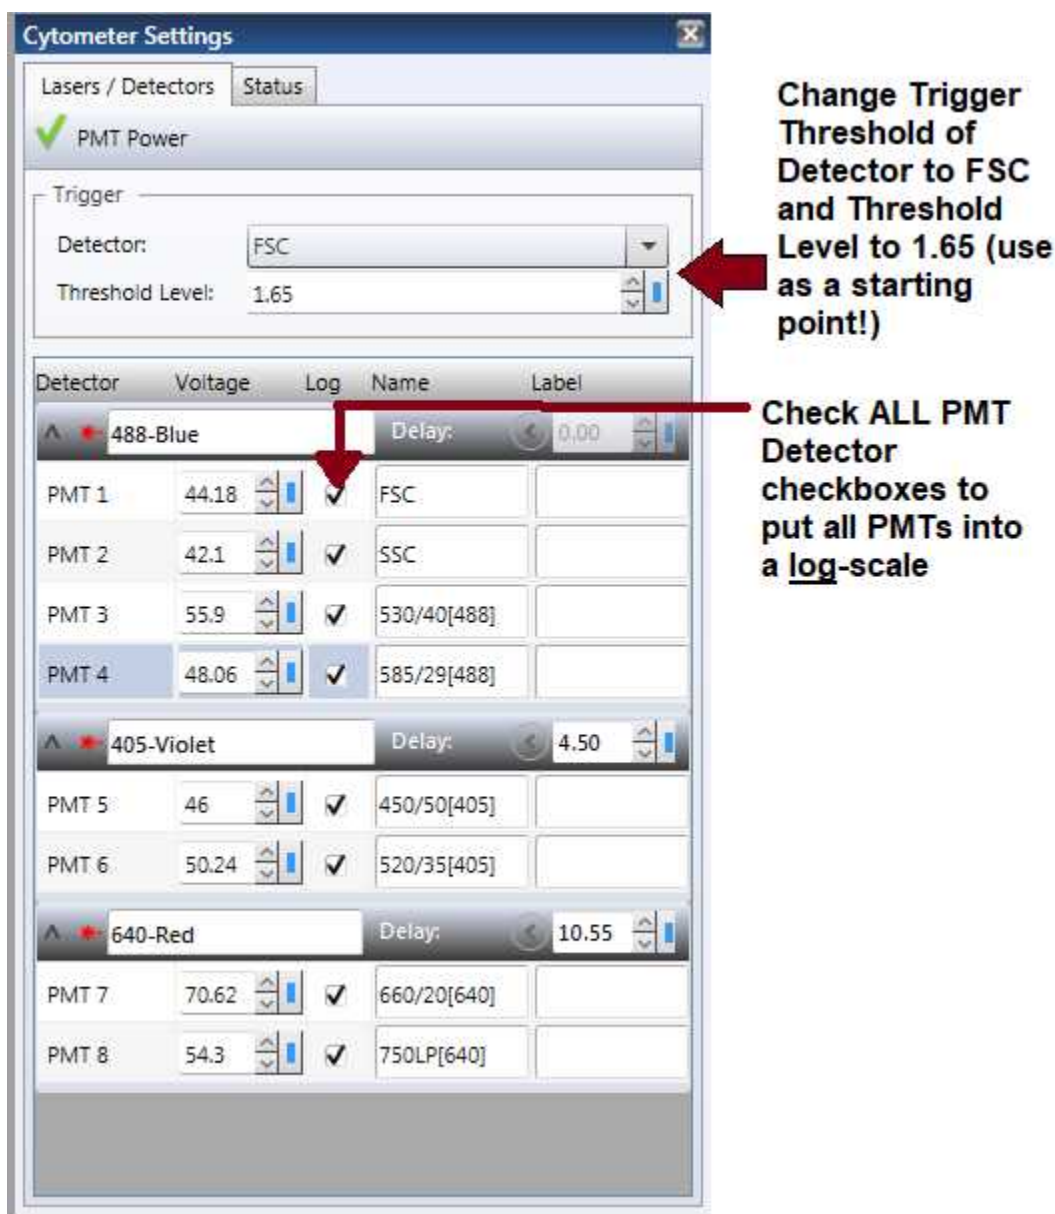 Cytometer Settings
Lasers / Detectors Status
PMT Power
Trigger
Detector: FSC
Threshold Level: 1.65
Change Trigger
Threshold of
Detector to FSC
and Threshold
Level to 1.65 (use
as a starting
point!)
Detector Voltage Log Name Label
488-Blue Delay: 0.00
PMT 1 44.18 FSC
PMT 2 42.1 SSC
PMT 3 55.9 530/40[488]
PMT 4 48.06 585/29[488]
Check ALL PMT
Detector
checkboxes to
put all PMTs into
a log-scale
405-Violet Delay: 4.50
PMT 5 46 450/50[405]
PMT 6 50.24 520/35[405]
640-Red Delay: 10.55
PMT 7 70.62 660/20[640]
PMT 8 54.3 750LP[640]